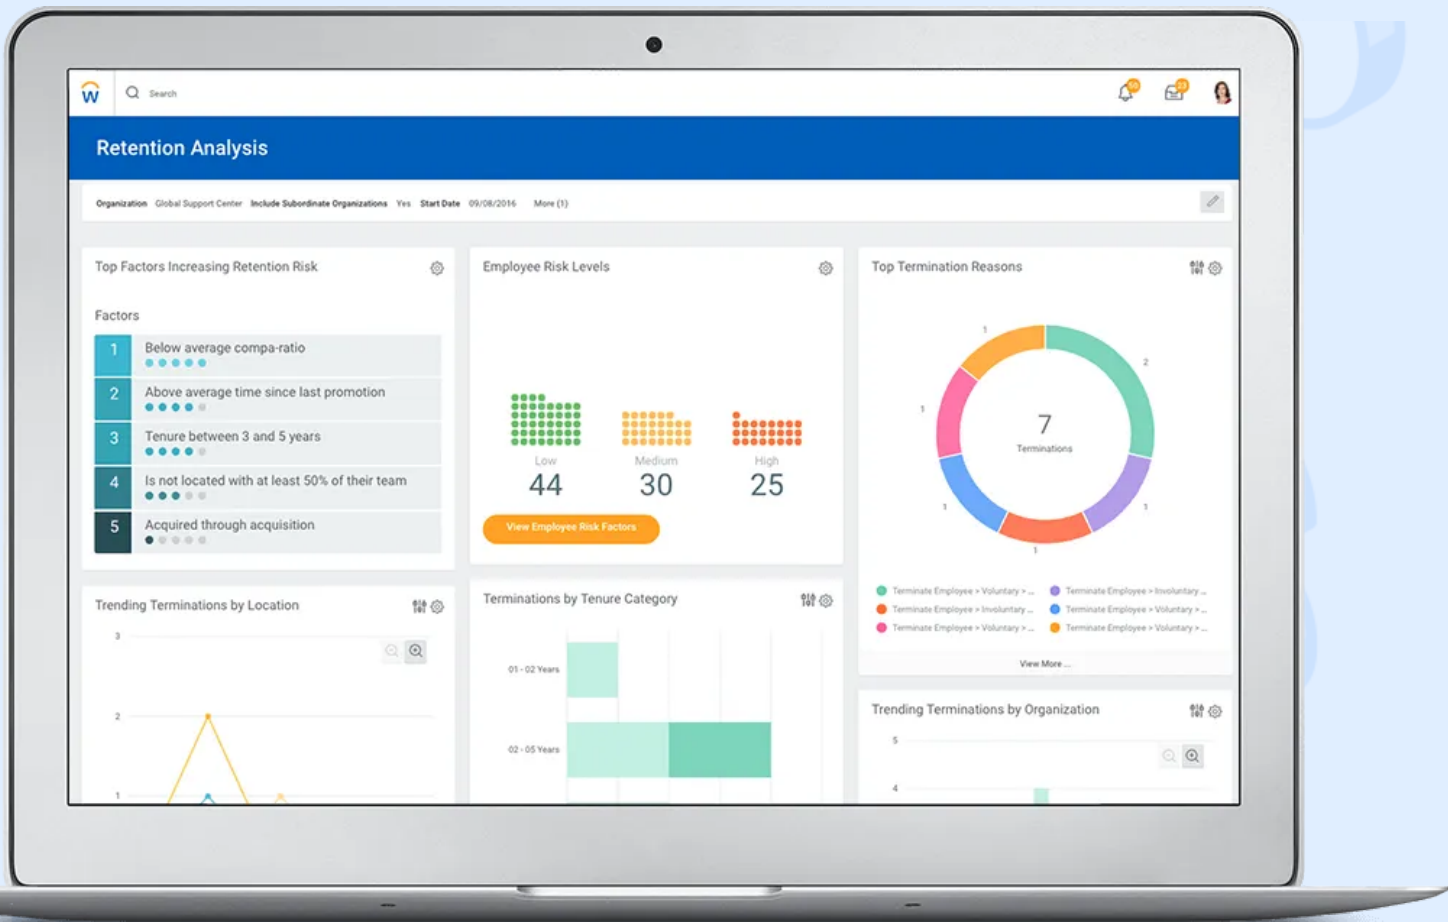 w
Search
Retention Analysis
Organization Global Support Center Include Subordinate Organizations Yes Start Date 09/08/2016 More (1)
Top Factors Increasing Retention Risk
Factors
1 Below average compa-ratio
2 Above average time since last promotion
3 Tenure between 3 and 5 years
4 Is not located with at least 50% of their team
5 Acquired through acquisition
Employee Risk Levels
Low
44
Medium
30
High
25
View Employee Risk Factors
Top Termination Reasons
1
2
1
1
1
1
7
Terminations
Terminate Employee > Voluntary > ...
Terminate Employee > Involuntary ...
Terminate Employee > Involuntary ...
Terminate Employee > Voluntary > ...
Terminate Employee > Voluntary > ...
Terminate Employee > Voluntary > ...
View More ...
Trending Terminations by Location
3
2
1
Terminations by Tenure Category
01 - 02 Years
02 - 05 Years
Trending Terminations by Organization
5
4